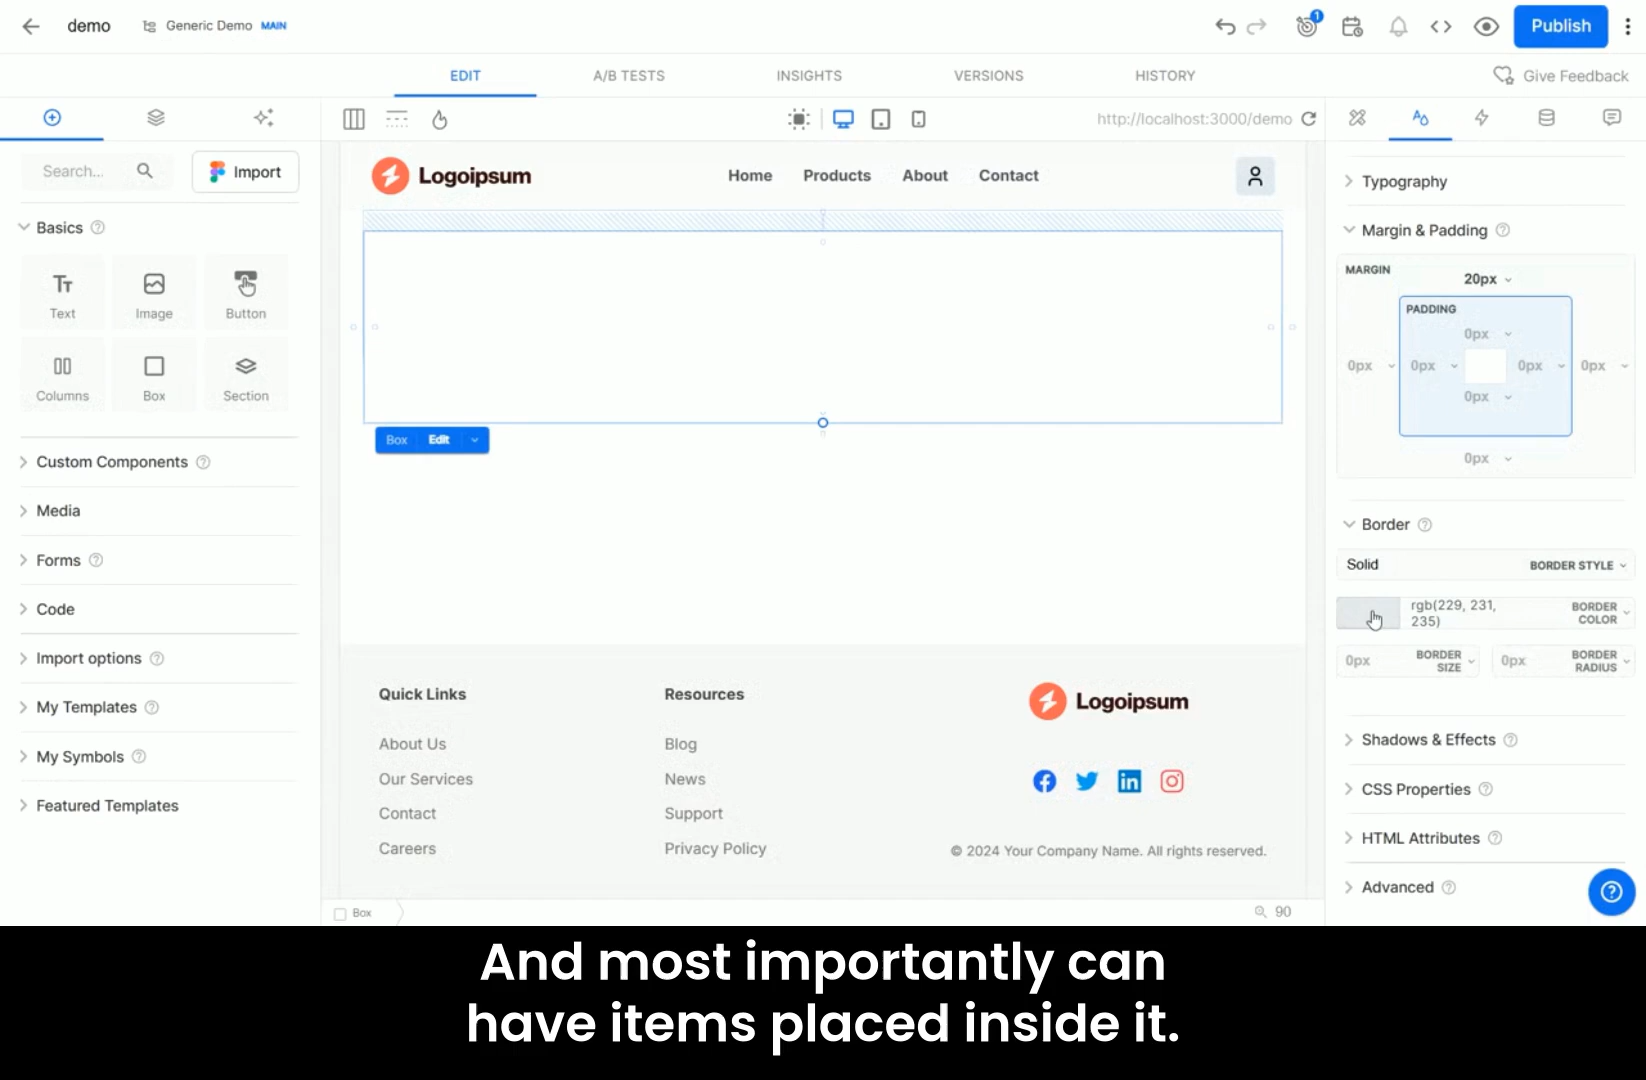 demo
Generic Demo MAIN
1
Publish
EDIT
A/B TESTS
INSIGHTS
VERSIONS
HISTORY
Give Feedback
http://localhost:3000/demo
Search...
Import
Basics
Text
Image
Button
Columns
Box
Section
Custom Components
Media
Forms
Code
Import options
My Templates
My Symbols
Featured Templates
Logoipsum
Home
Products
About
Contact
Box
Edit
Quick Links
About Us
Our Services
Contact
Careers
Resources
Blog
News
Support
Privacy Policy
Logoipsum
© 2024 Your Company Name. All rights reserved.
Box
90
Typography
Margin & Padding
MARGIN
20px
PADDING
0px
0px
0px
0px
0px
0px
0px
Border
Solid
BORDER STYLE
rgb(229, 231,
235)
BORDER
COLOR
0px
BORDER
SIZE
0px
BORDER
RADIUS
Shadows & Effects
CSS Properties
HTML Attributes
Advanced
And most importantly can
have items placed inside it.